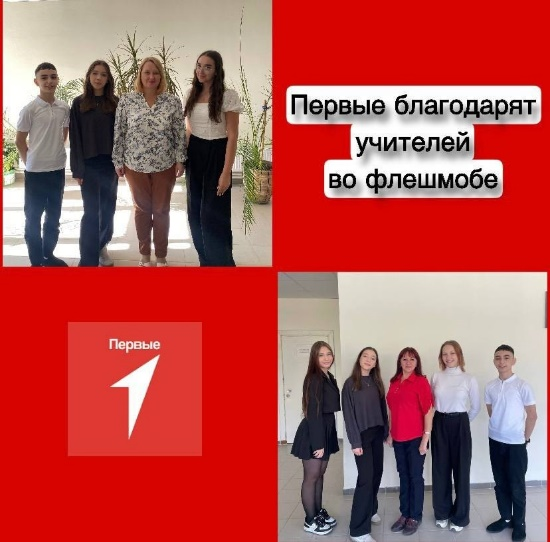 Первые благодарят
учителей
во флешмобе
Первые